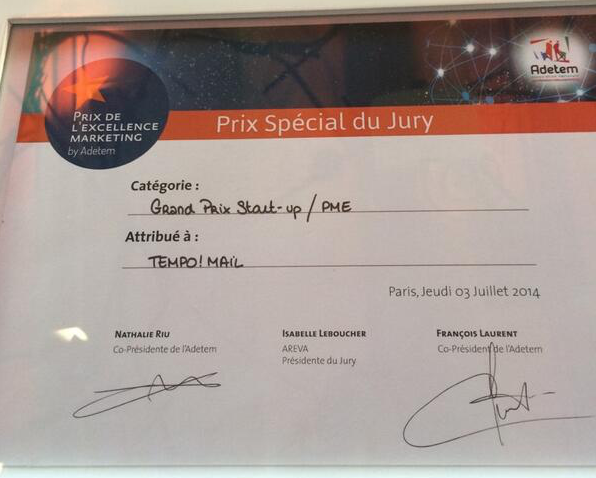 Adetem
PRIX DE
L'EXCELLENCE
MARKETING
by Adetem
Prix Spécial du Jury
Catégorie :
Grand Prix Start-up / PME
Attribué à :
TEMPO! MAIL
Paris, Jeudi 03 Juillet 2014
NATHALIE RIU
Co-Présidente de l'Adetem
ISABELLE LEBOUCHER
AREVA
Présidente du Jury
FRANÇOIS LAURENT
Co-Président de l'Adetem